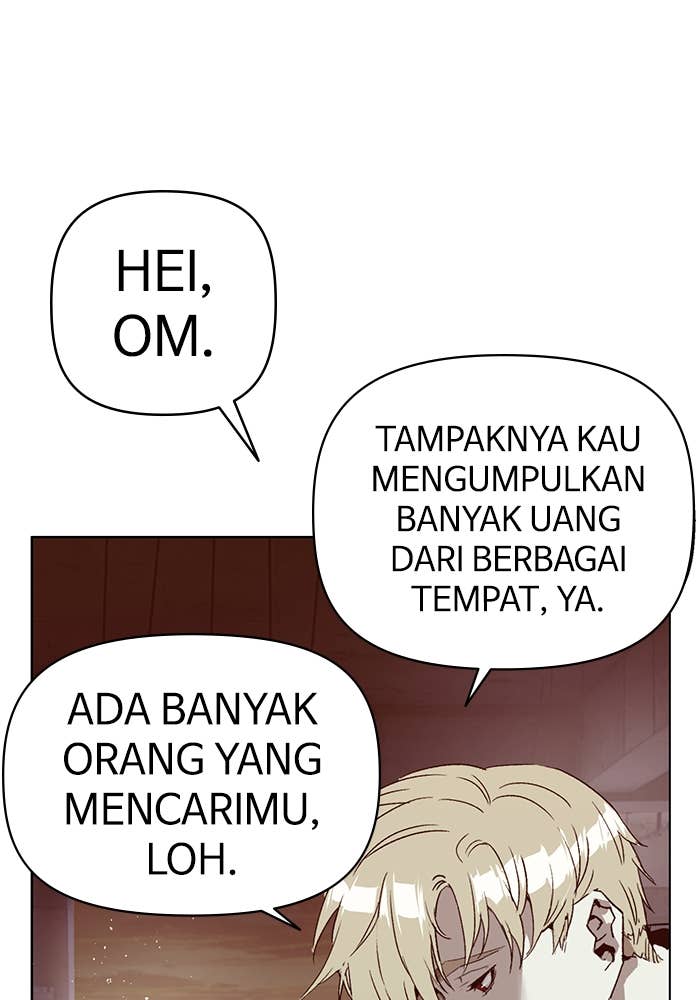 HEI,
OM.
TAMPAKNYA KAU
MENGUMPULKAN
BANYAK UANG
DARI BERBAGAI
TEMPAT, YA.
ADA BANYAK
ORANG YANG
MENCARIMU,
LOH.